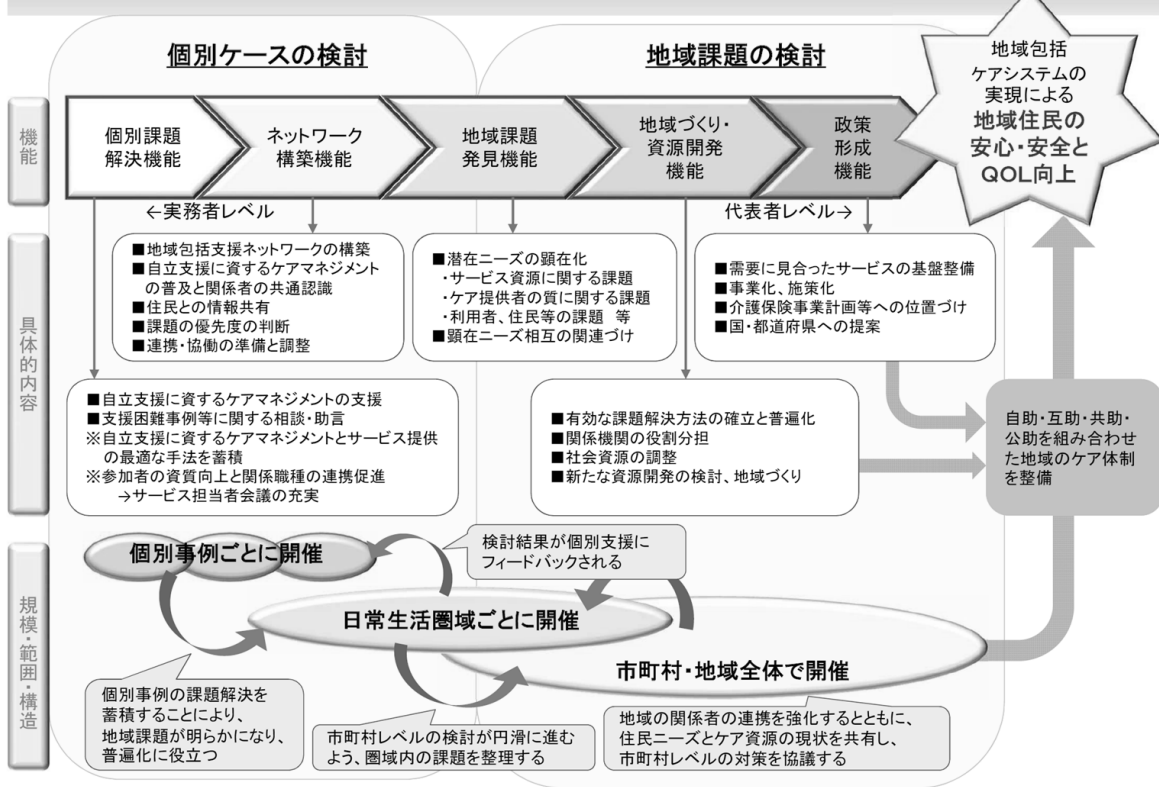 個別ケースの検討
地域課題の検討
地域包括
ケアシステムの
実現による
地域住民の
安心・安全と
QOL向上
機能
個別課題
解決機能
ネットワーク
構築機能
地域課題
発見機能
地域づくり・
資源開発
機能
政策
形成
機能
←実務者レベル
代表者レベル→
具体的内容
■地域包括支援ネットワークの構築
■自立支援に資するケアマネジメント
の普及と関係者の共通認識
■住民との情報共有
■課題の優先度の判断
■連携・協働の準備と調整
■潜在ニーズの顕在化
・サービス資源に関する課題
・ケア提供者の質に関する課題
・利用者、住民等の課題 等
■顕在ニーズ相互の関連づけ
■需要に見合ったサービスの基盤整備
■事業化、施策化
■介護保険事業計画等への位置づけ
■国・都道府県への提案
■自立支援に資するケアマネジメントの支援
■支援困難事例等に関する相談・助言
※自立支援に資するケアマネジメントとサービス提供
の最適な手法を蓄積
※参加者の資質向上と関係職種の連携促進
→サービス担当者会議の充実
■有効な課題解決方法の確立と普遍化
■関係機関の役割分担
■社会資源の調整
■新たな資源開発の検討、地域づくり
自助・互助・共助・
公助を組み合わせ
た地域のケア体制
を整備
規模・範囲・構造
個別事例ごとに開催
検討結果が個別支援に
フィードバックされる
日常生活圏域ごとに開催
市町村・地域全体で開催
個別事例の課題解決を
蓄積することにより、
地域課題が明らかになり、
普遍化に役立つ
市町村レベルの検討が円滑に進む
よう、圏域内の課題を整理する
地域の関係者の連携を強化するとともに、
住民ニーズとケア資源の現状を共有し、
市町村レベルの対策を協議する